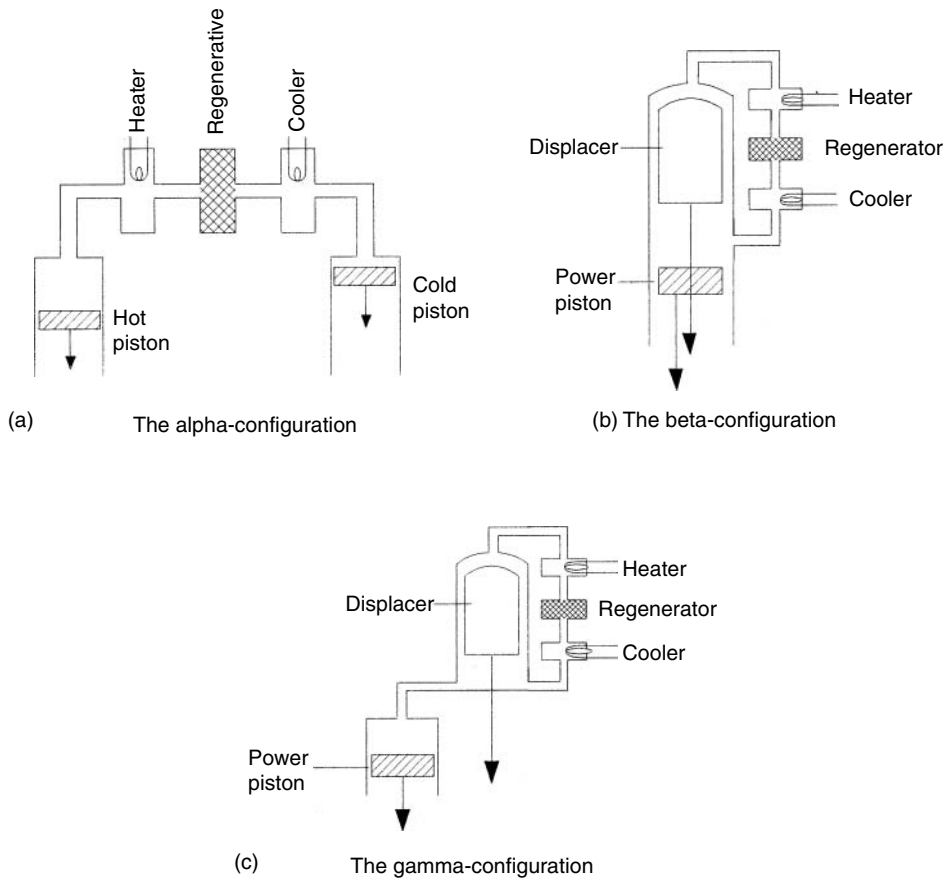 Heater
Regenerative
Cooler
Hot
piston
Cold
piston
(a) The alpha-configuration
Displacer
Heater
Regenerator
Cooler
Power
piston
(b) The beta-configuration
Displacer
Heater
Regenerator
Cooler
Power
piston
(c) The gamma-configuration